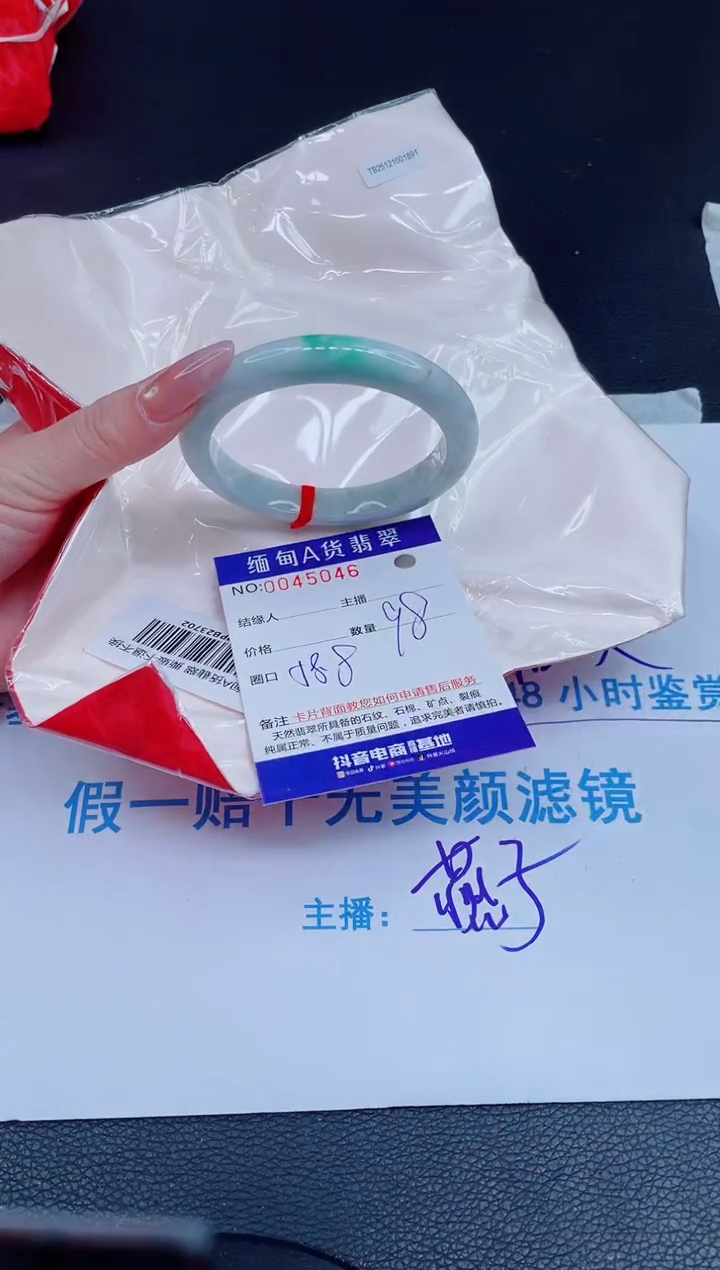 TB25121001891
缅甸A货翡翠
NO:0045046
结缘人 主播
价格 数量 98
圈口 188
备注 卡片背面教您如何申请售后服务
天然翡翠所具备的石纹、石棉、矿点、裂痕
纯属正常、不属于质量问题，追求完美者请慎拍。
抖音电商 基地
48 小时鉴赏
假一赔 无美颜滤镜
主播： 燕子